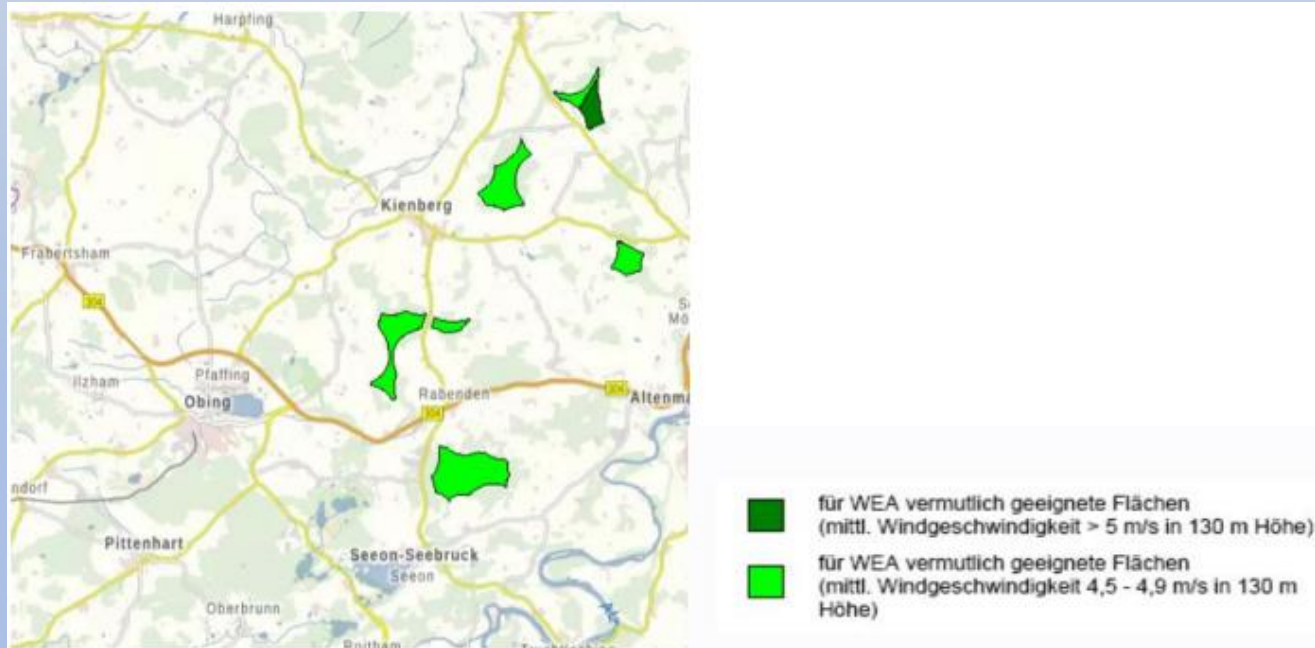 Harpfing
Kienberg
Frabertsham
304
Pfaffing
Ilzham
Obing
Rabenden
304
304
Altenma
ndorf
Pittenhart
Seeon-Seebruck
Seeon
Oberbrunn
Alz
für WEA vermutlich geeignete Flächen
(mittl. Windgeschwindigkeit > 5 m/s in 130 m Höhe)
für WEA vermutlich geeignete Flächen
(mittl. Windgeschwindigkeit 4,5 - 4,9 m/s in 130 m
Höhe)